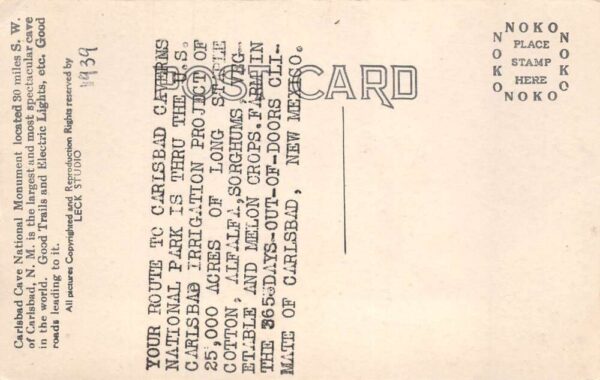 Carlsbad Cave National Monument located 30 miles S. W.
of Carlsbad, N. M. is the largest and most spectacular cave
in the world. Good Trails and Electric Lights, etc. Good
roads leading to it.
All pictures Copyrighted and Reproduction Rights reserved by
LECK STUDIO
1939
YOUR ROUTE TO CARLSBAD CAVERNS
NATIONAL PARK IS THRU THE U.S.
CARLSBAD IRRIGATION PROJECT OF
25,000 ACRES OF LONG STAPLE
COTTON, ALFALFA,SORGHUMS,VEG-
ETABLE AND MELON CROPS.FARM IN
THE 365 DAYS-OUT-OF-DOORS CLI-
MATE OF CARLSBAD, NEW MEXICO.
POST CARD
NOKO
NOKO
PLACE
STAMP
HERE
NOKO
NOKO